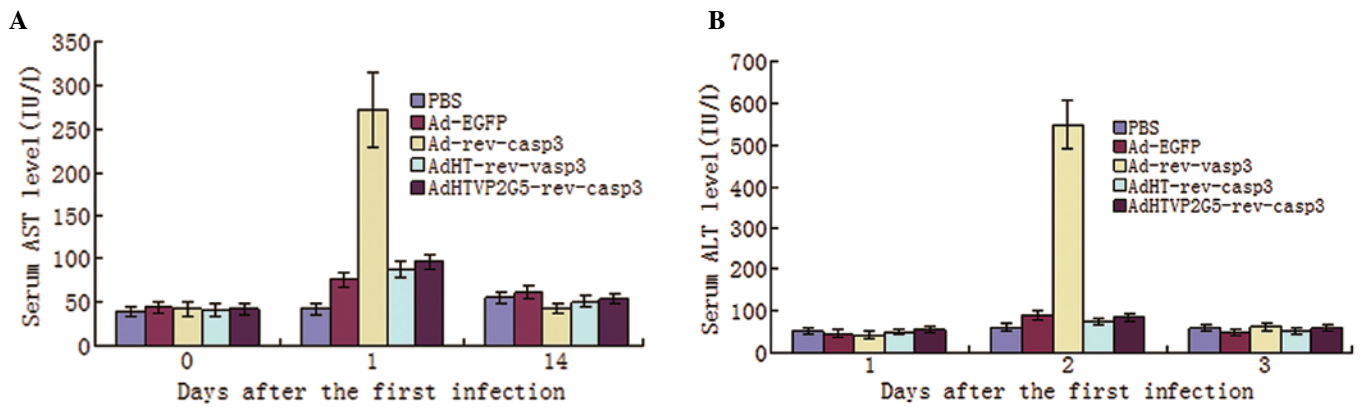 A
Serum AST level(IU/l)
350
300
250
200
150
100
50
0
PBS
Ad-EGFP
Ad-rev-casp3
AdHT-rev-vasp3
AdHTVP2G5-rev-casp3
0 1 14
Days after the first infection
B
Serum ALT level(IU/l)
700
600
500
400
300
200
100
0
PBS
Ad-EGFP
Ad-rev-vasp3
AdHT-rev-casp3
AdHTVP2G5-rev-casp3
1 2 3
Days after the first infection